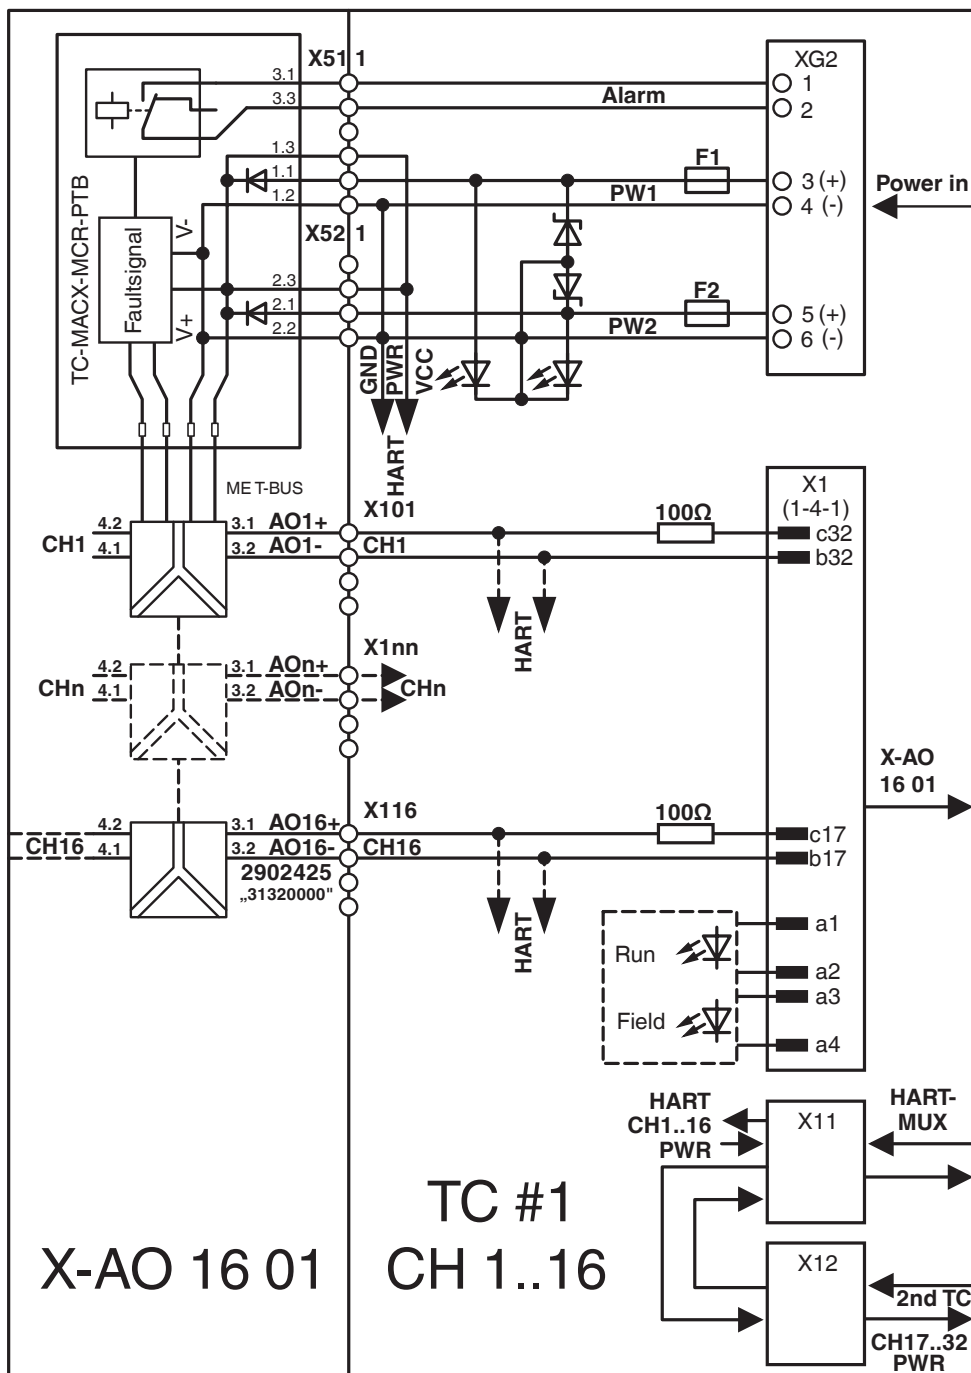 X51 1
XG2
3.1
1
3.3
Alarm
2
1.3
F1
1.1
3 (+)
Power in
1.2
PW1
4 (-)
TC-MACX-MCR-PTB
Faultsignal
V-
V+
X52 1
2.3
2.1
F2
5 (+)
2.2
PW2
6 (-)
GND
PWR
VCC
HART
MET-BUS
X101
X1
(1-4-1)
4.2
3.1 AO1+
100Ω
c32
CH1
4.1
3.2 AO1-
CH1
b32
HART
X1nn
4.2
3.1 AOn+
CHn
4.1
3.2 AOn-
CHn
X-AO
16 01
X116
4.2
3.1 AO16+
100Ω
c17
CH16
4.1
3.2 AO16-
CH16
b17
2902425
„31320000"
HART
a1
Run
a2
a3
Field
a4
HART
CH1..16
PWR
X11
HART-
MUX
TC #1
X-AO 16 01
CH 1..16
X12
2nd TC
CH17..32
PWR